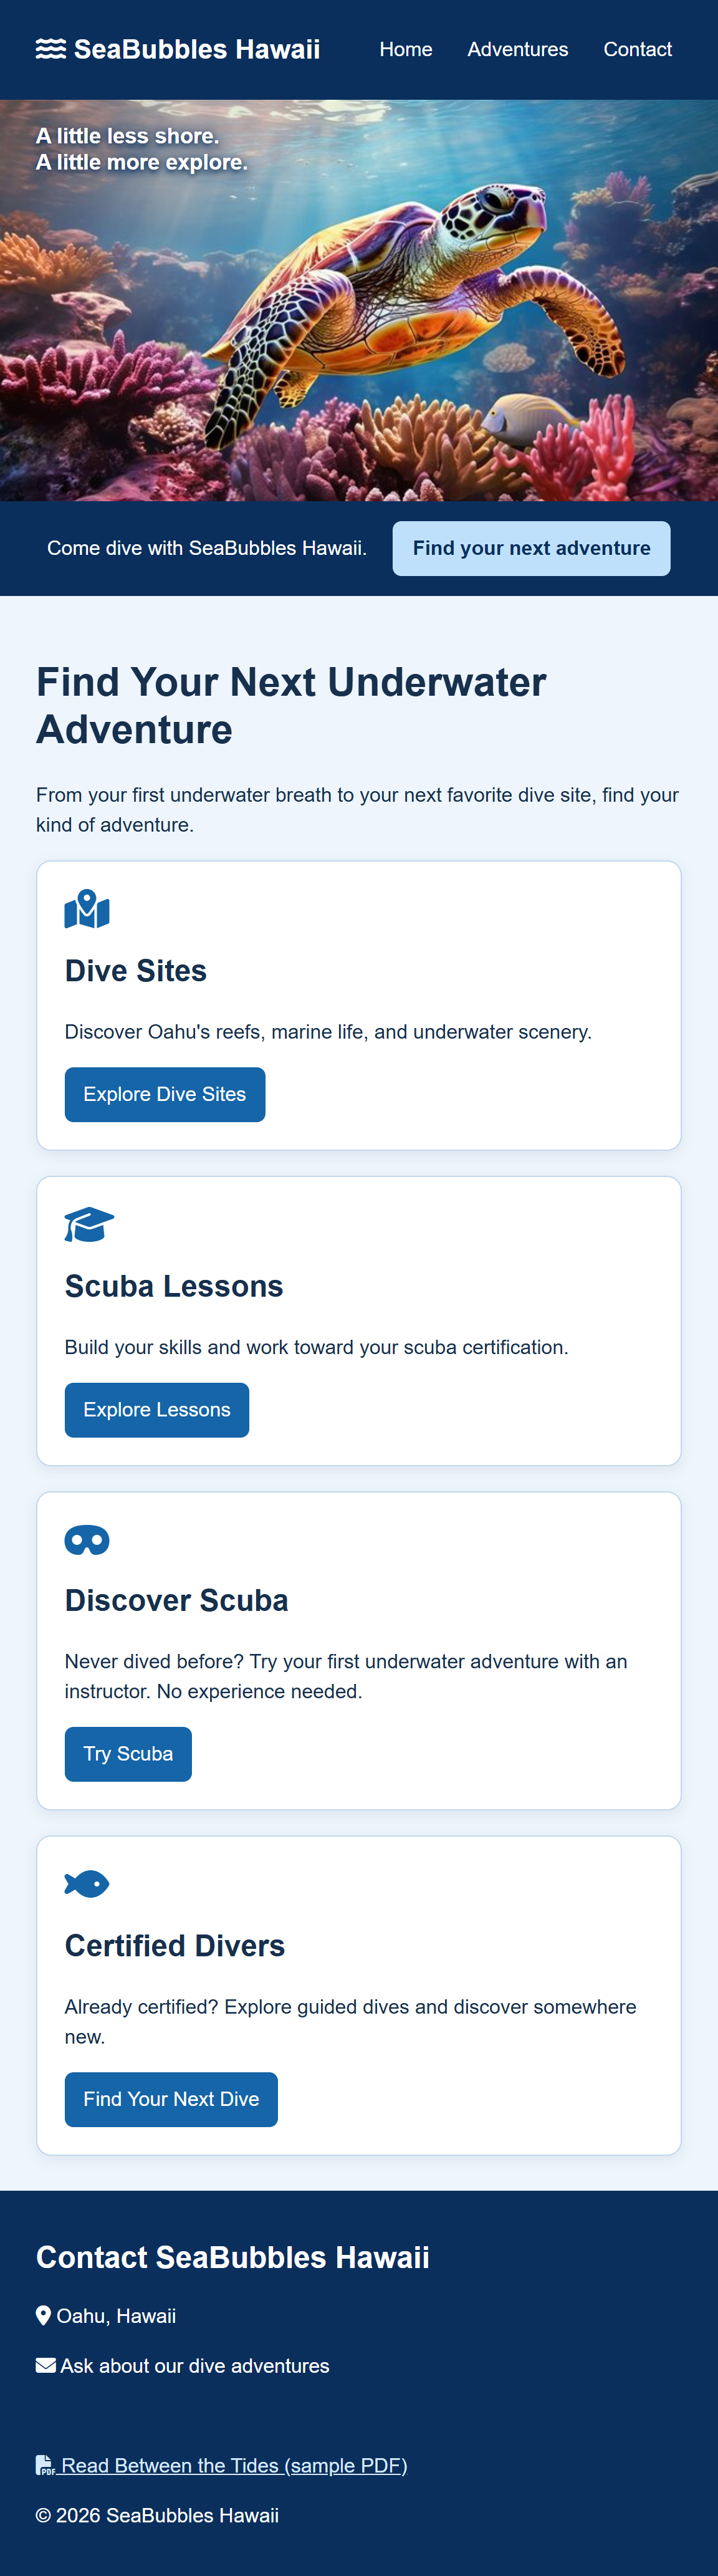 SeaBubbles Hawaii
Home
Adventures
Contact
A little less shore.
A little more explore.
Come dive with SeaBubbles Hawaii.
Find your next adventure
Find Your Next Underwater
Adventure
From your first underwater breath to your next favorite dive site, find your
kind of adventure.
Dive Sites
Discover Oahu's reefs, marine life, and underwater scenery.
Explore Dive Sites
Scuba Lessons
Build your skills and work toward your scuba certification.
Explore Lessons
Discover Scuba
Never dived before? Try your first underwater adventure with an
instructor. No experience needed.
Try Scuba
Certified Divers
Already certified? Explore guided dives and discover somewhere
new.
Find Your Next Dive
Contact SeaBubbles Hawaii
Oahu, Hawaii
Ask about our dive adventures
PDF Read Between the Tides (sample PDF)
© 2026 SeaBubbles Hawaii